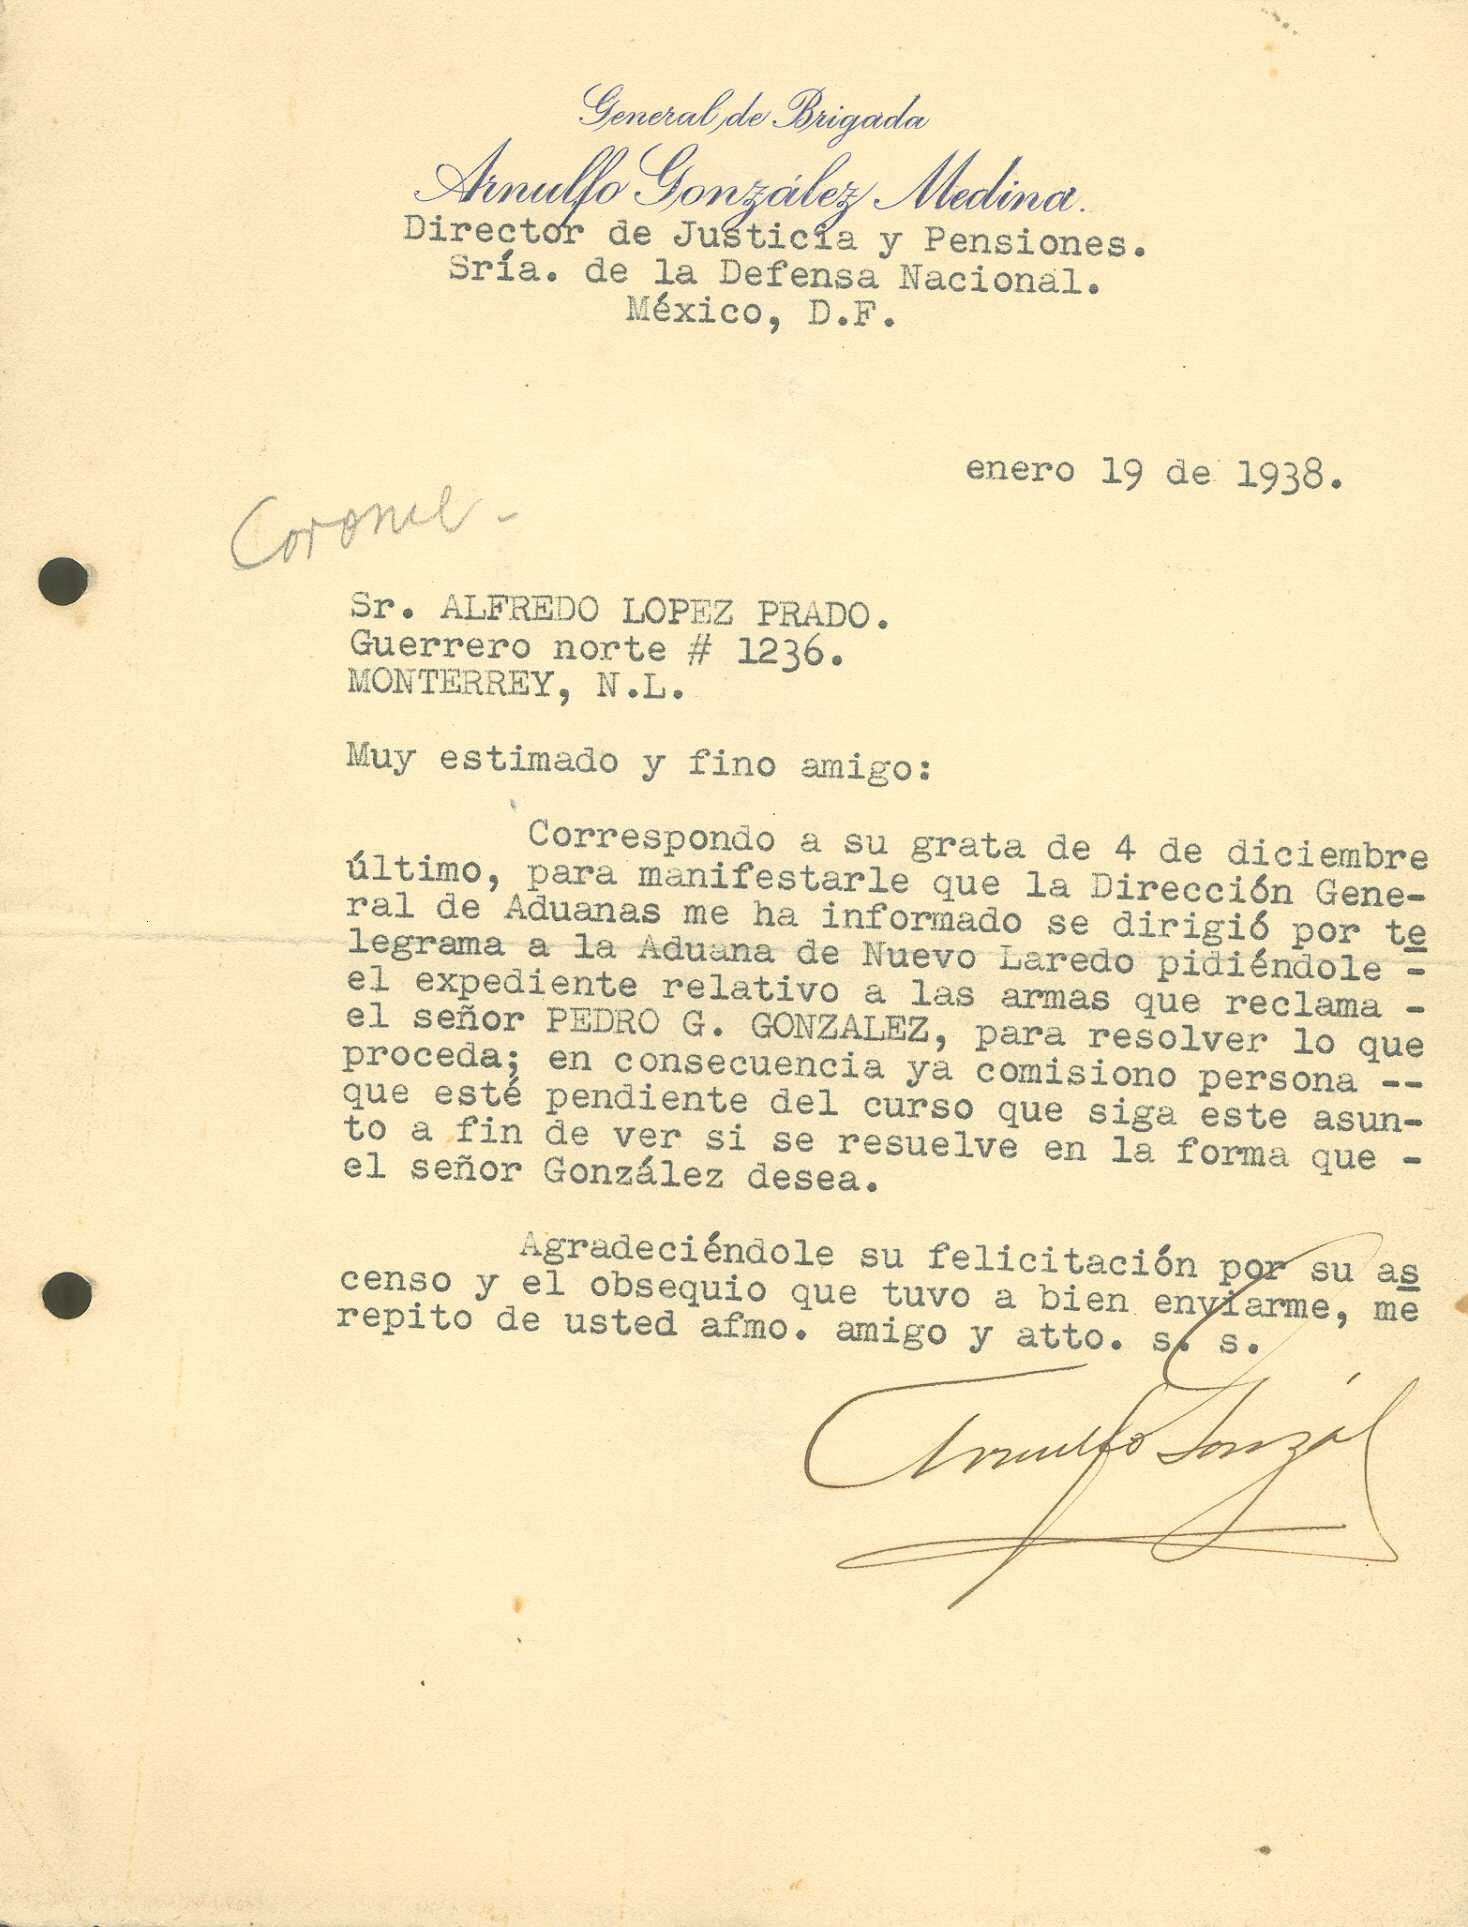 General de Brigada
Arnulfo González Medina.
Director de Justicia y Pensiones.
Sría. de la Defensa Nacional.
México, D.F.
enero 19 de 1938.
Coronel -
Sr. ALFREDO LOPEZ PRADO.
Guerrero norte # 1236.
MONTERREY, N.L.
Muy estimado y fino amigo:
Correspondo a su grata de 4 de diciembre
último, para manifestarle que la Dirección Gene-
ral de Aduanas me ha informado se dirigió por te
legrama a la Aduana de Nuevo Laredo pidiéndole -
el expediente relativo a las armas que reclama -
el señor PEDRO G. GONZALEZ, para resolver lo que
proceda; en consecuencia ya comisiono persona --
que esté pendiente del curso que siga este asun-
to a fin de ver si se resuelve en la forma que -
el señor González desea.
Agradeciéndole su felicitación por su as
censo y el obsequio que tuvo a bien enviarme, me
repito de usted afmo. amigo y atto. s. s.
Arnulfo Gonzál